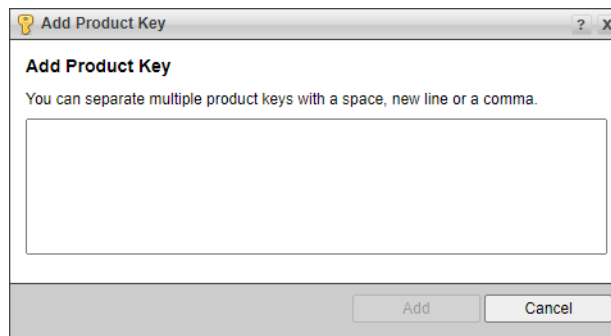 Add Product Key
? X
Add Product Key
You can separate multiple product keys with a space, new line or a comma.
Add Cancel